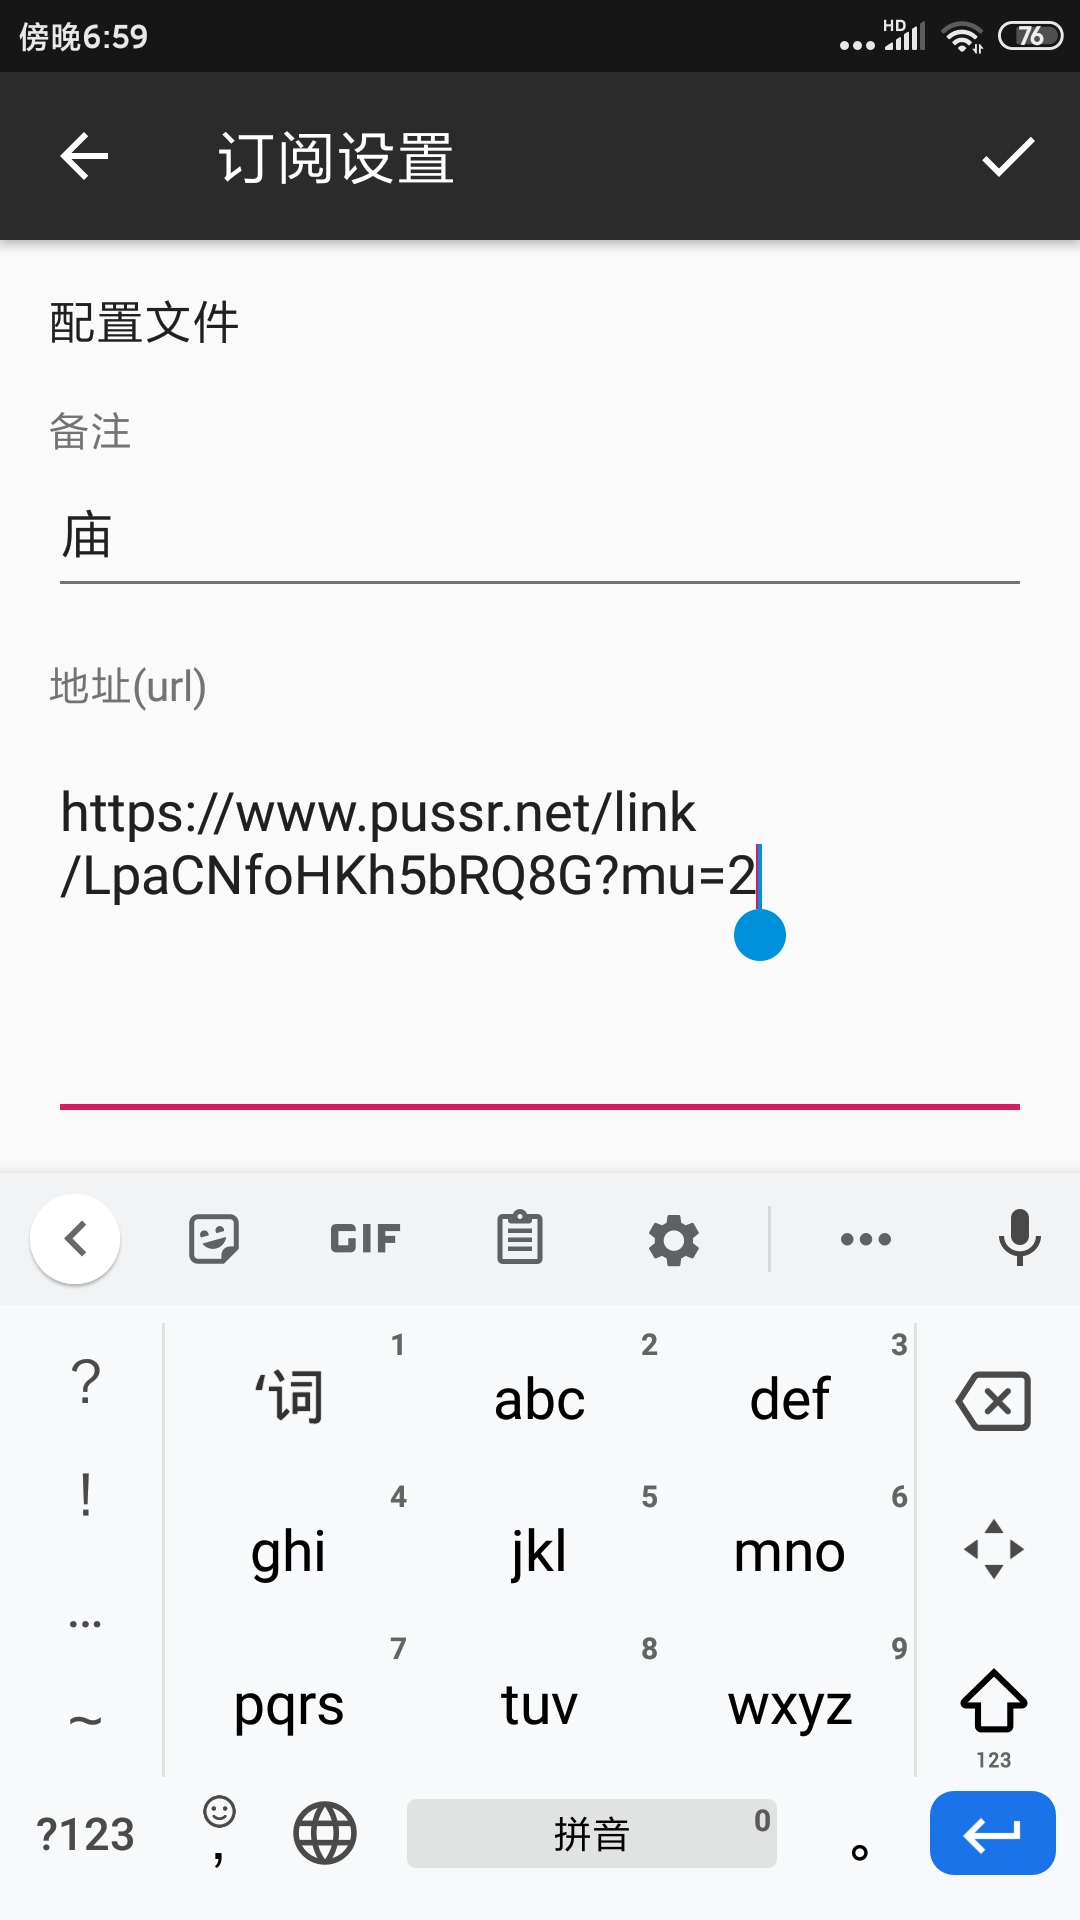 傍晚6:59
HD
76
订阅设置
配置文件
备注
庙
地址(url)
https://www.pussr.net/link
/LpaCNfoHKh5bRQ8G?mu=2
GIF
? ‘词 1 abc 2 def 3
! ghi 4 jkl 5 mno 6
… pqrs 7 tuv 8 wxyz 9
~ 123
?123 , 拼音 0 。